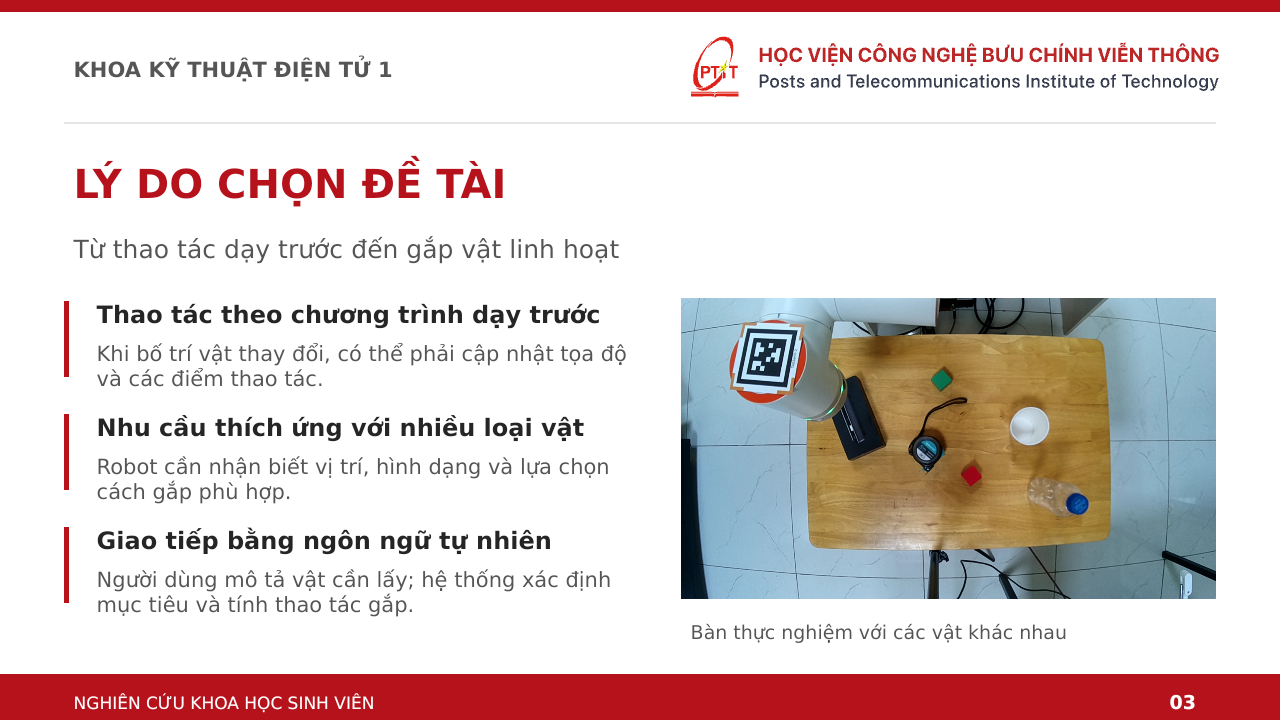 KHOA KỸ THUẬT ĐIỆN TỬ 1
PTIT
HỌC VIỆN CÔNG NGHỆ BƯU CHÍNH VIỄN THÔNG
Posts and Telecommunications Institute of Technology
LÝ DO CHỌN ĐỀ TÀI
Từ thao tác dạy trước đến gắp vật linh hoạt
Thao tác theo chương trình dạy trước
Khi bố trí vật thay đổi, có thể phải cập nhật tọa độ
và các điểm thao tác.
Nhu cầu thích ứng với nhiều loại vật
Robot cần nhận biết vị trí, hình dạng và lựa chọn
cách gắp phù hợp.
Giao tiếp bằng ngôn ngữ tự nhiên
Người dùng mô tả vật cần lấy; hệ thống xác định
mục tiêu và tính thao tác gắp.
Bàn thực nghiệm với các vật khác nhau
NGHIÊN CỨU KHOA HỌC SINH VIÊN
03